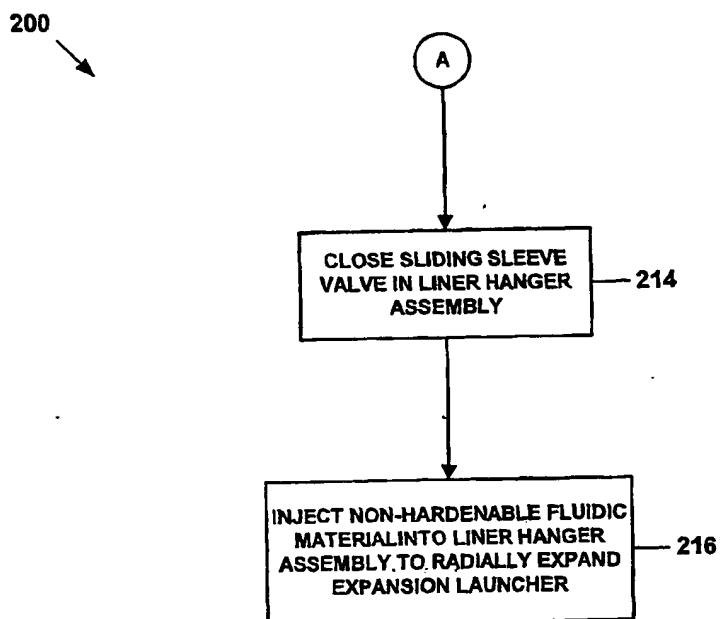 200
A
CLOSE SLIDING SLEEVE
VALVE IN LINER HANGER
ASSEMBLY
214
INJECT NON-HARDENABLE FLUIDIC
MATERIALINTO LINER HANGER
ASSEMBLY TO RADIALLY EXPAND
EXPANSION LAUNCHER
216